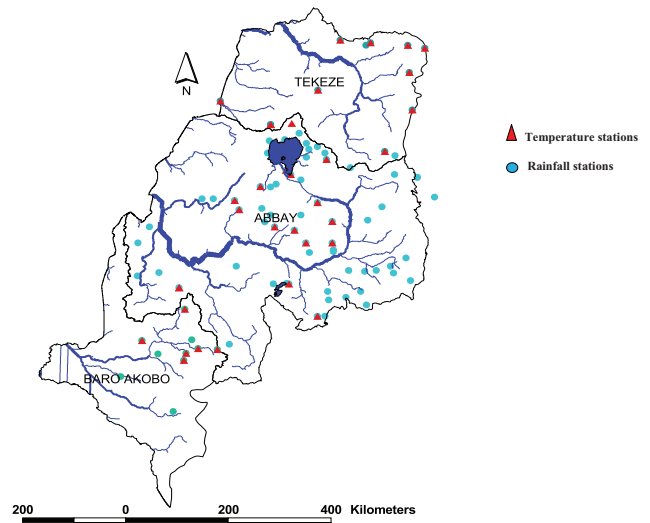 TEKEZE
N
Temperature stations
Rainfall stations
ABBAY
BARO AKOBO
200 0 200 400 Kilometers